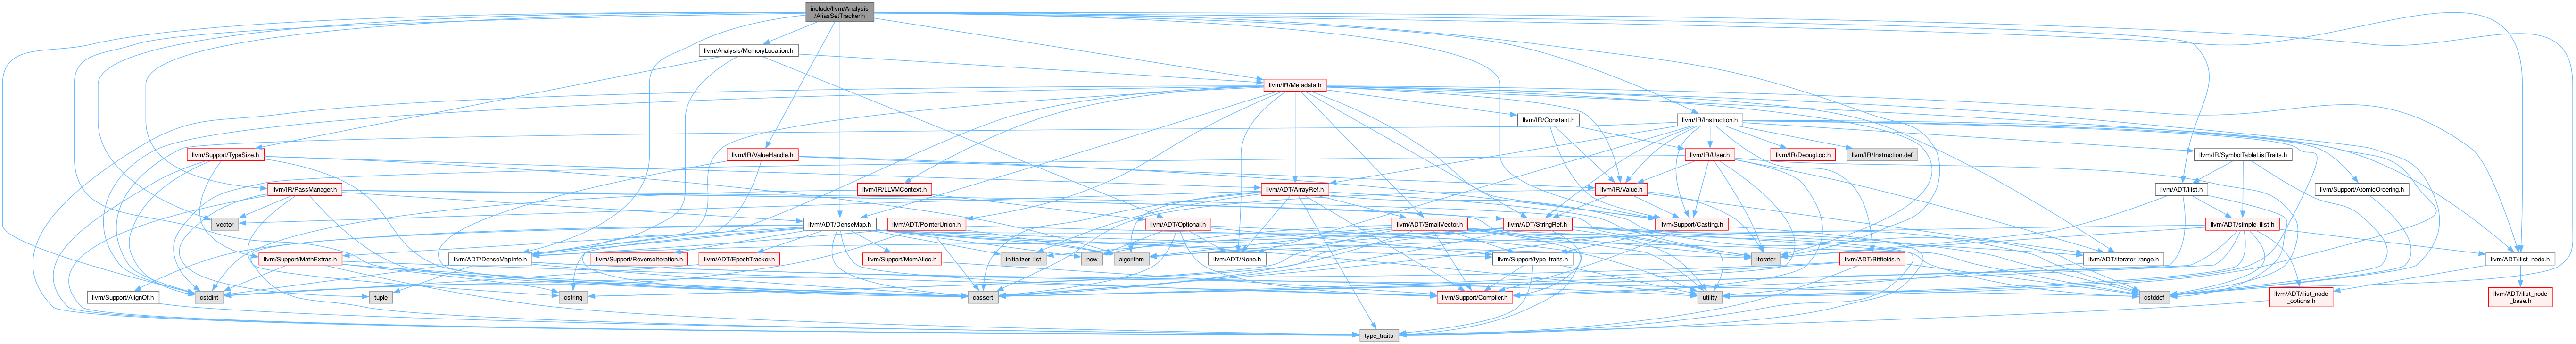 include/llvm/Analysis
/AliasSetTracker.h
llvm/Analysis/MemoryLocation.h
llvm/IR/Metadata.h
llvm/IR/Constant.h
llvm/IR/Instruction.h
llvm/Support/TypeSize.h
llvm/IR/ValueHandle.h
llvm/IR/User.h
llvm/IR/DebugLoc.h
llvm/IR/Instruction.def
llvm/IR/SymbolTableListTraits.h
llvm/IR/PassManager.h
llvm/IR/LLVMContext.h
llvm/ADT/ArrayRef.h
llvm/IR/Value.h
llvm/ADT/ilist.h
llvm/Support/AtomicOrdering.h
vector
llvm/ADT/DenseMap.h
llvm/ADT/PointerUnion.h
llvm/ADT/Optional.h
llvm/ADT/SmallVector.h
llvm/ADT/StringRef.h
llvm/Support/Casting.h
llvm/ADT/simple_ilist.h
llvm/Support/MathExtras.h
llvm/ADT/DenseMapInfo.h
llvm/Support/ReverseIteration.h
llvm/ADT/EpochTracker.h
llvm/Support/MemAlloc.h
initializer_list
new
algorithm
llvm/ADT/None.h
llvm/Support/type_traits.h
iterator
llvm/ADT/Bitfields.h
llvm/ADT/iterator_range.h
llvm/ADT/ilist_node.h
llvm/Support/AlignOf.h
cstdint
tuple
cstring
cassert
llvm/Support/Compiler.h
utility
cstddef
llvm/ADT/ilist_node
_options.h
llvm/ADT/ilist_node
_base.h
type_traits